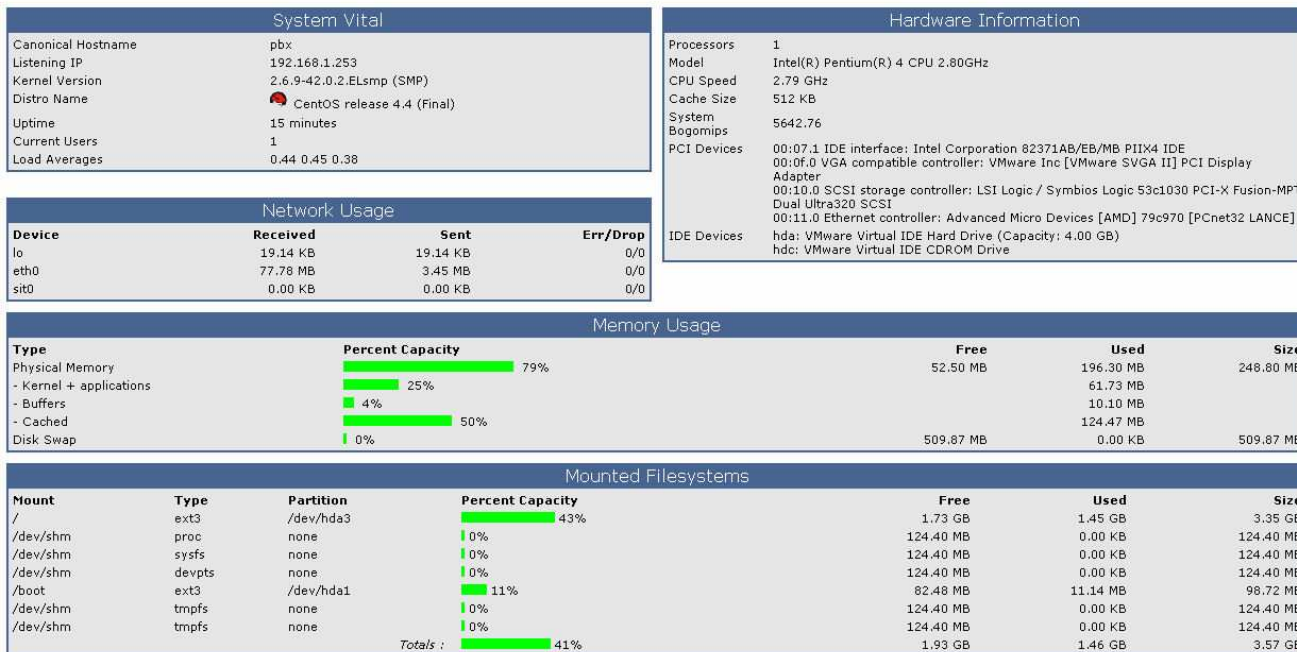 System Vital
Canonical Hostname pbx
Listening IP 192.168.1.253
Kernel Version 2.6.9-42.0.2.ELsmp (SMP)
Distro Name CentOS release 4.4 (Final)
Uptime 15 minutes
Current Users 1
Load Averages 0.44 0.45 0.38
Network Usage
Device Received Sent Err/Drop
lo 19.14 KB 19.14 KB 0/0
eth0 77.78 MB 3.45 MB 0/0
sit0 0.00 KB 0.00 KB 0/0
Hardware Information
Processors 1
Model Intel(R) Pentium(R) 4 CPU 2.80GHz
CPU Speed 2.79 GHz
Cache Size 512 KB
System
Bogomips 5642.76
PCI Devices 00:07.1 IDE interface: Intel Corporation 82371AB/EB/MB PIIX4 IDE
00:0f.0 VGA compatible controller: VMware Inc [VMware SVGA II] PCI Display
Adapter
00:10.0 SCSI storage controller: LSI Logic / Symbios Logic 53c1030 PCI-X Fusion-MPT
Dual Ultra320 SCSI
00:11.0 Ethernet controller: Advanced Micro Devices [AMD] 79c970 [PCnet32 LANCE]
IDE Devices hda: VMware Virtual IDE Hard Drive (Capacity: 4.00 GB)
hdc: VMware Virtual IDE CDROM Drive
Memory Usage
Type Percent Capacity Free Used Size
Physical Memory 79% 52.50 MB 196.30 MB 248.80 MB
- Kernel + applications 25% 61.73 MB
- Buffers 4% 10.10 MB
- Cached 50% 124.47 MB
Disk Swap 0% 509.87 MB 0.00 KB 509.87 MB
Mounted Filesystems
Mount Type Partition Percent Capacity Free Used Size
/ ext3 /dev/hda3 43% 1.73 GB 1.45 GB 3.35 GB
/dev/shm proc none 0% 124.40 MB 0.00 KB 124.40 MB
/dev/shm sysfs none 0% 124.40 MB 0.00 KB 124.40 MB
/dev/shm devpts none 0% 124.40 MB 0.00 KB 124.40 MB
/boot ext3 /dev/hda1 11% 82.48 MB 11.14 MB 98.72 MB
/dev/shm tmpfs none 0% 124.40 MB 0.00 KB 124.40 MB
/dev/shm tmpfs none 0% 124.40 MB 0.00 KB 124.40 MB
Totals : 41% 1.93 GB 1.46 GB 3.57 GB